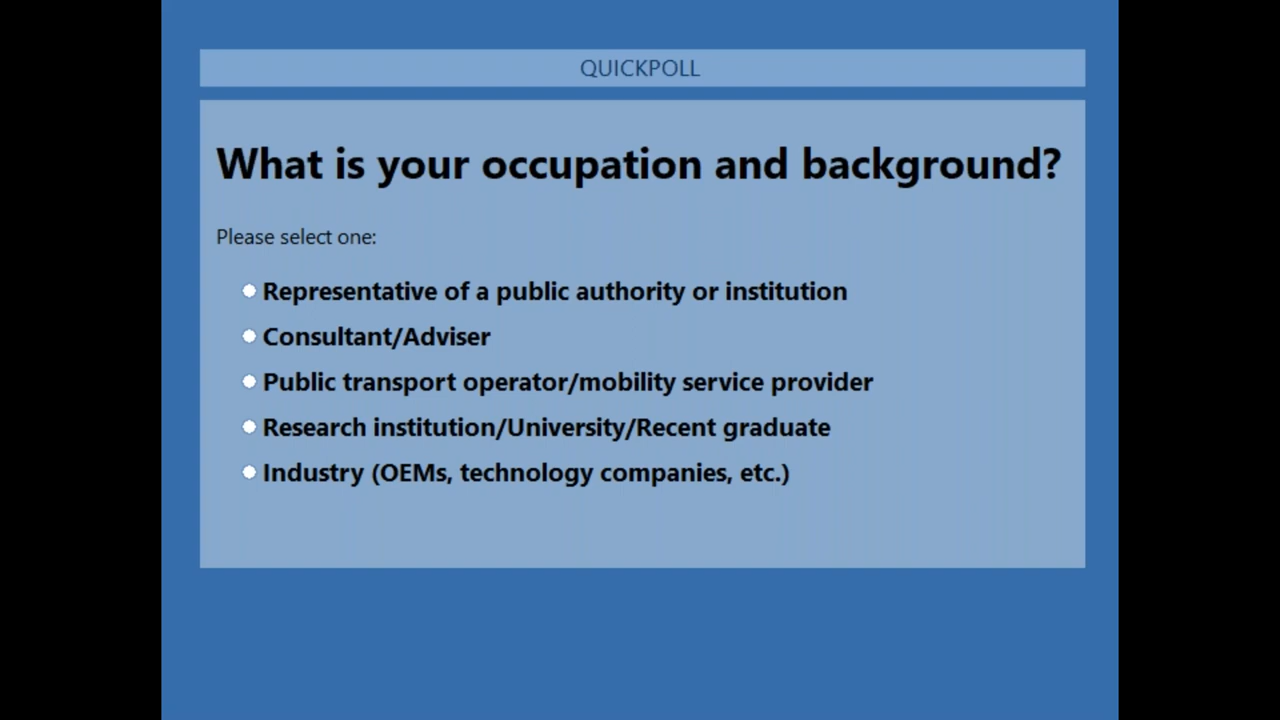 QUICKPOLL
What is your occupation and background?
Please select one:
Representative of a public authority or institution
Consultant/Adviser
Public transport operator/mobility service provider
Research institution/University/Recent graduate
Industry (OEMs, technology companies, etc.)